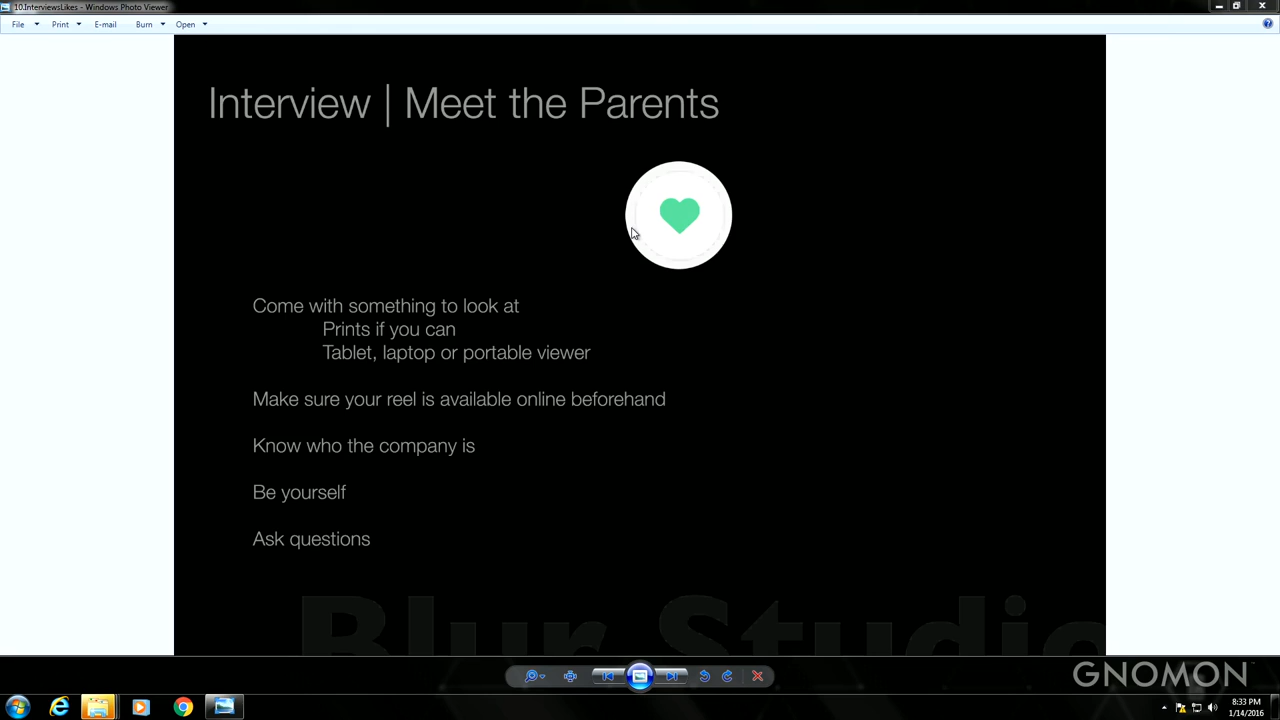 10.InterviewsLikes - Windows Photo Viewer
File Print E-mail Burn Open
Interview | Meet the Parents
Come with something to look at
Prints if you can
Tablet, laptop or portable viewer
Make sure your reel is available online beforehand
Know who the company is
Be yourself
Ask questions
Blur Studio
GNOMON
8:33 PM
1/14/2016